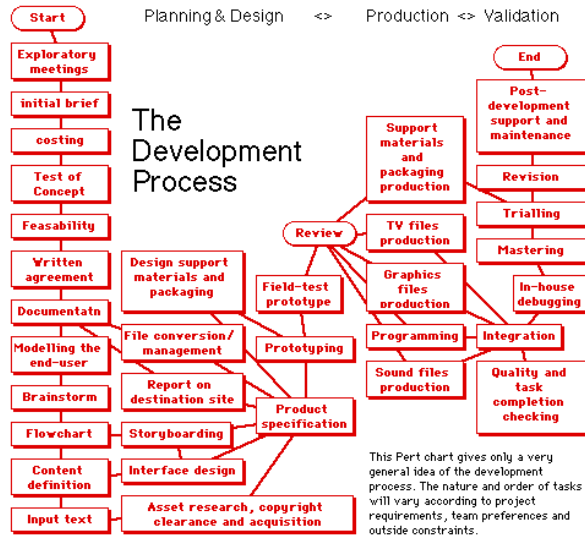 Start
Planning & Design <> Production <> Validation
Exploratory
meetings
initial brief
costing
Test of
Concept
Feasability
Written
agreement
Documentatn
Modelling the
end-user
Brainstorm
Flowchart
Content
definition
Input text
The
Development
Process
Design support
materials and
packaging
File conversion/
management
Report on
destination site
Storyboarding
Interface design
Asset research, copyright
clearance and acquisition
Review
Field-test
prototype
Prototyping
Product
specification
Support
materials
and
packaging
production
TV files
production
Graphics
files
production
Programming
Sound files
production
End
Post-
development
support and
maintenance
Revision
Trialling
Mastering
In-house
debugging
Integration
Quality and
task
completion
checking
This Pert chart gives only a very
general idea of the development
process. The nature and order of tasks
will vary according to project
requirements, team preferences and
outside constraints.